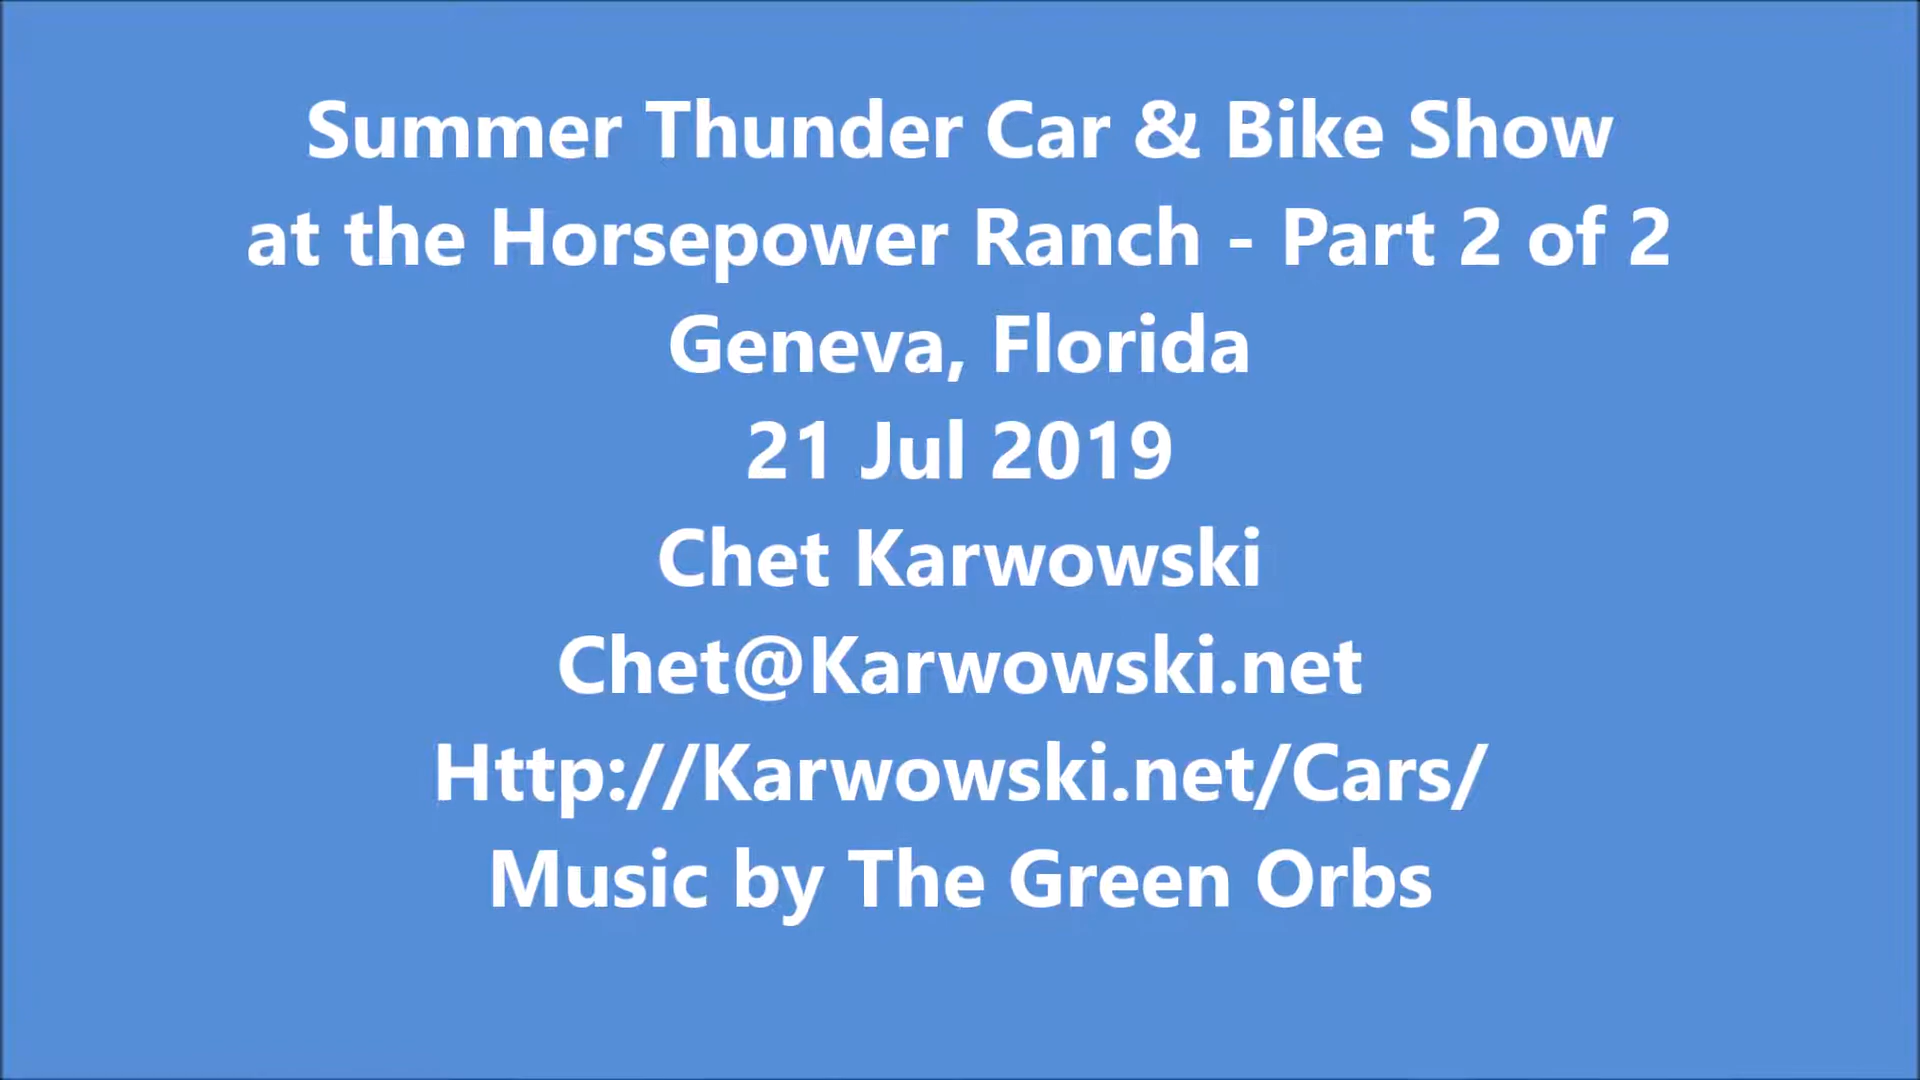 Summer Thunder Car & Bike Show
at the Horsepower Ranch - Part 2 of 2
Geneva, Florida
21 Jul 2019
Chet Karwowski
Chet@Karwowski.net
Http://Karwowski.net/Cars/
Music by The Green Orbs